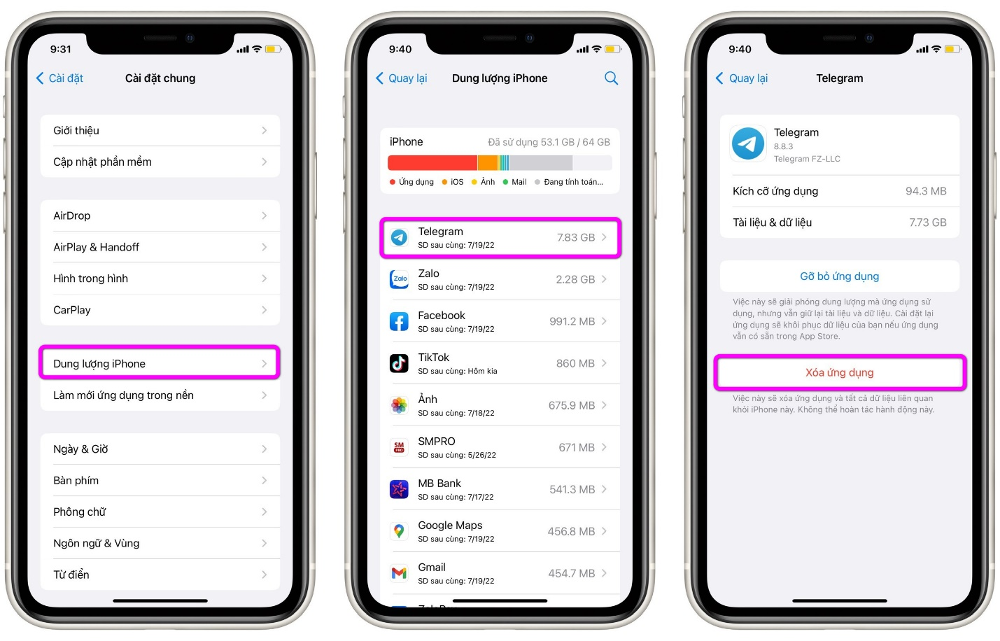 9:31
Cài đặt
Cài đặt chung
Giới thiệu
Cập nhật phần mềm
AirDrop
AirPlay & Handoff
Hình trong hình
CarPlay
Dung lượng iPhone
Làm mới ứng dụng trong nền
Ngày & Giờ
Bàn phím
Phông chữ
Ngôn ngữ & Vùng
Từ điển
9:40
Quay lại
Dung lượng iPhone
iPhone
Đã sử dụng 53.1 GB / 64 GB
Ứng dụng
iOS
Ảnh
Mail
Đang tính toán...
Telegram
7.83 GB
SD sau cùng: 7/19/22
Zalo
Zalo
2.28 GB
SD sau cùng: 7/19/22
Facebook
991.2 MB
SD sau cùng: 7/19/22
TikTok
860 MB
SD sau cùng: Hôm kia
Ảnh
675.9 MB
SD sau cùng: 7/18/22
SM
PRO
SMPRO
671 MB
SD sau cùng: 5/26/22
MB Bank
541.3 MB
SD sau cùng: 7/17/22
Google Maps
456.8 MB
SD sau cùng: 7/19/22
Gmail
454.7 MB
SD sau cùng: 7/19/22
9:40
Quay lại
Telegram
Telegram
8.8.3
Telegram FZ-LLC
Kích cỡ ứng dụng
94.3 MB
Tài liệu & dữ liệu
7.73 GB
Gỡ bỏ ứng dụng
Việc này sẽ giải phóng dung lượng mà ứng dụng sử
dụng, nhưng vẫn giữ lại tài liệu và dữ liệu. Cài đặt lại
ứng dụng sẽ khôi phục dữ liệu của bạn nếu ứng dụng
vẫn có sẵn trong App Store.
Xóa ứng dụng
Việc này sẽ xóa ứng dụng và tất cả dữ liệu liên quan
khỏi iPhone này. Không thể hoàn tác hành động này.